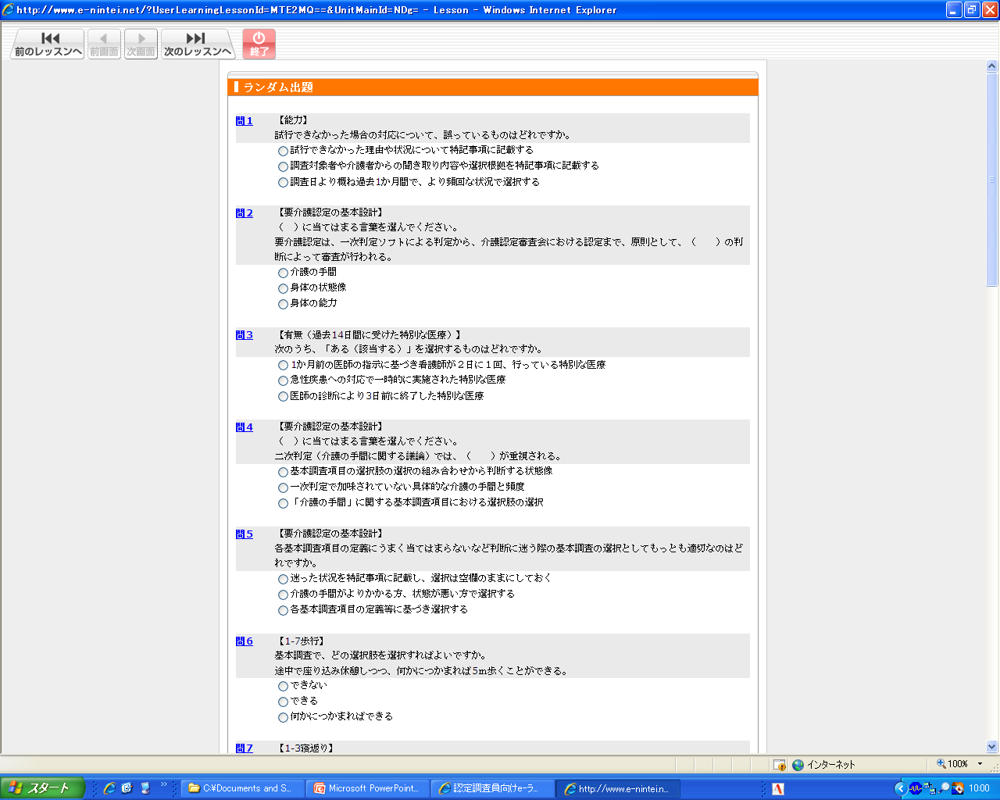 http://www.e-nintei.net/?UserLearningLessonId=MTE2MQ==&UnitMainId=NDg= - Lesson - Windows Internet Explorer
前のレッスンへ 前画面 次画面 次のレッスンへ 終了
ランダム出題
問1 【能力】
試行できなかった場合の対応について、誤っているものはどれですか。
試行できなかった理由や状況について特記事項に記載する
調査対象者や介護者からの聞き取り内容や選択根拠を特記事項に記載する
調査日より概ね過去1か月間で、より頻回な状況で選択する
問2 【要介護認定の基本設計】
（　）に当てはまる言葉を選んでください。
要介護認定は、一次判定ソフトによる判定から、介護認定審査会における認定まで、原則として、（　　）の判
断によって審査が行われる。
介護の手間
身体の状態像
身体の能力
問3 【有無（過去14日間に受けた特別な医療）】
次のうち、「ある（該当する）」を選択するものはどれですか。
1か月前の医師の指示に基づき看護師が２日に１回、行っている特別な医療
急性疾患への対応で一時的に実施された特別な医療
医師の診断により3日前に終了した特別な医療
問4 【要介護認定の基本設計】
（　）に当てはまる言葉を選んでください。
二次判定（介護の手間に関する議論）では、（　　）が重視される。
基本調査項目の選択肢の選択の組み合わせから判断する状態像
一次判定で加味されていない具体的な介護の手間と頻度
「介護の手間」に関する基本調査項目における選択肢の選択
問5 【要介護認定の基本設計】
各基本調査項目の定義にうまく当てはまらないなど判断に迷う際の基本調査の選択としてもっとも適切なのはど
れですか。
迷った状況を特記事項に記載し、選択は空欄のままにしておく
介護の手間がよりかかる方、状態が悪い方で選択する
各基本調査項目の定義等に基づき選択する
問6 【1-7歩行】
基本調査で、どの選択肢を選択すればよいですか。
途中で座り込み休憩しつつ、何かにつかまれば5m歩くことができる。
できない
できる
何かにつかまればできる
問7 【1-3寝返り】
インターネット 100%
スタート C:¥Documents and S... Microsoft PowerPoint... 認定調査員向けe-ラ... http://www.e-nintei.n... A 10:00